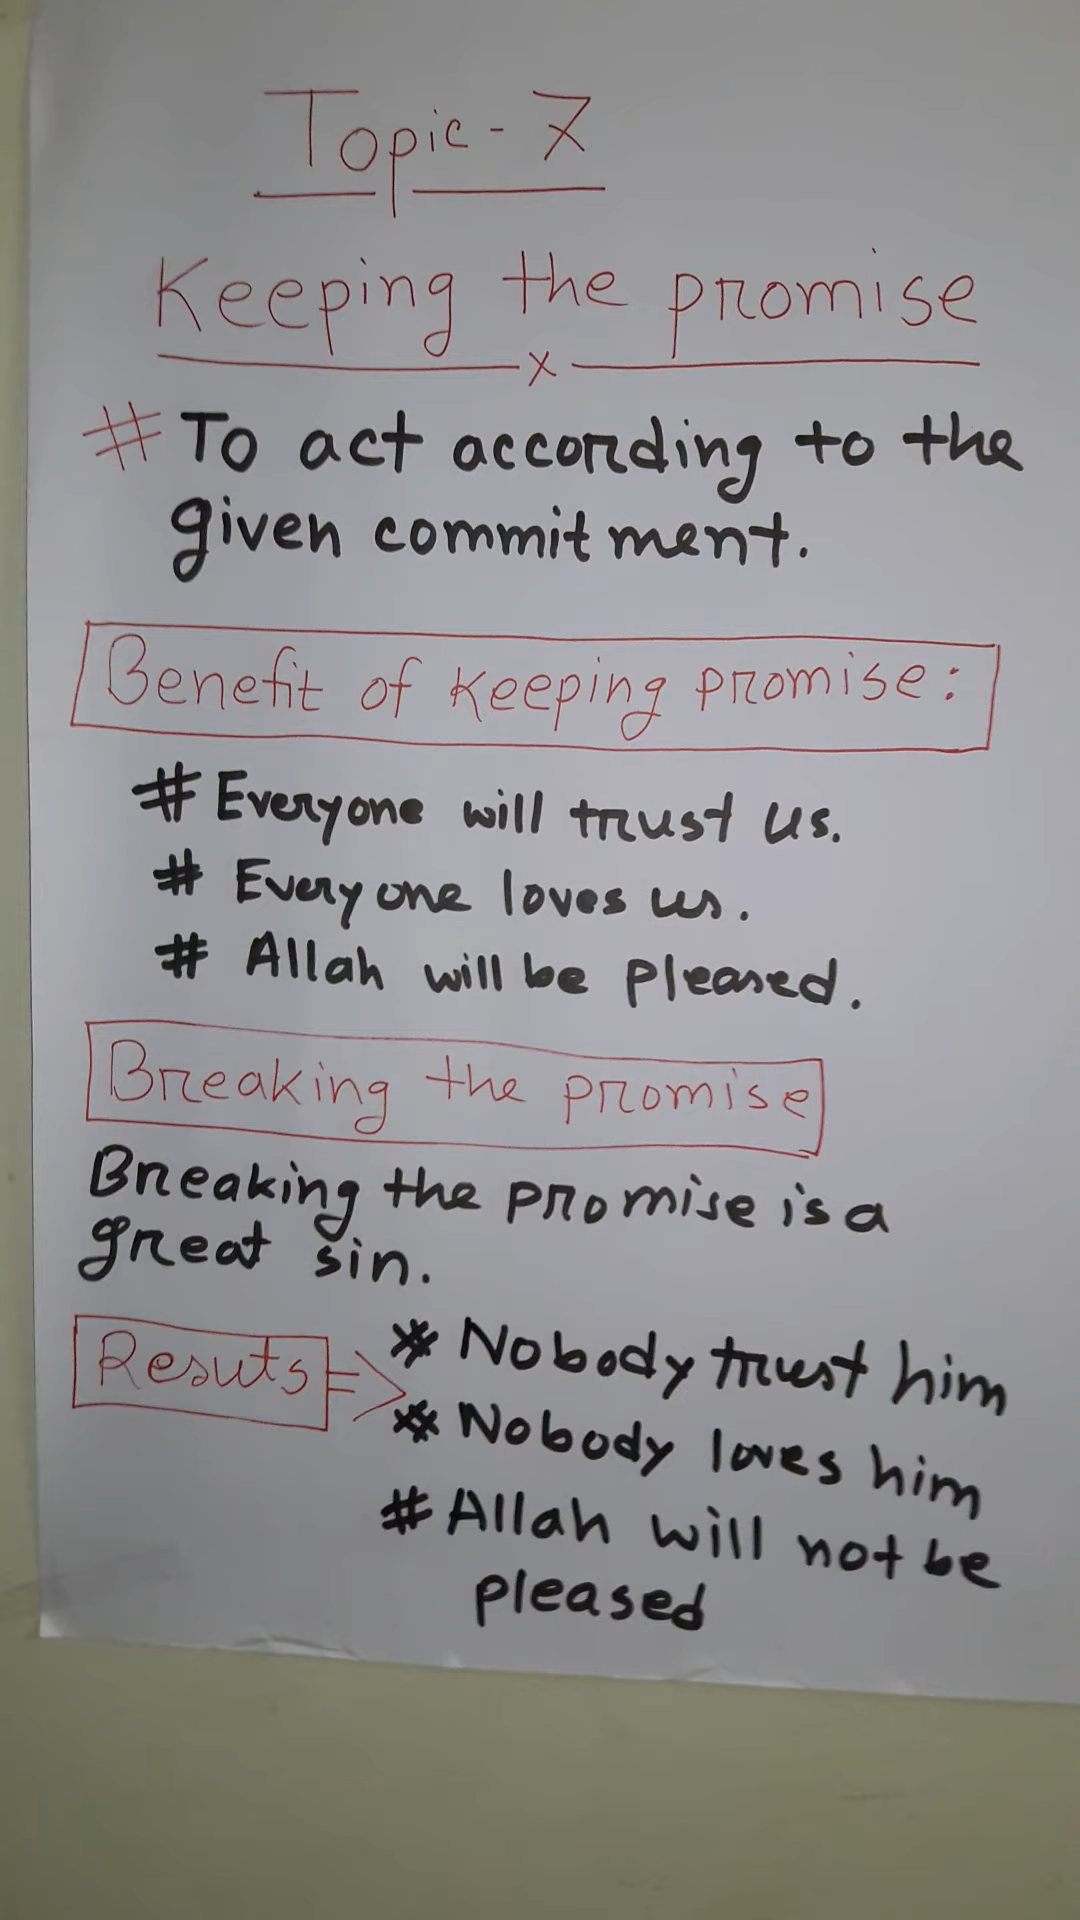 Topic - 7
Keeping the promise
x
# To act according to the
given commitment.
Benefit of keeping promise:
# Everyone will trust us.
# Everyone loves us.
# Allah will be pleased.
Breaking the promise
Breaking the promise is a
great sin.
Resuts => # Nobody trust him
# Nobody loves him
# Allah will not be
pleased